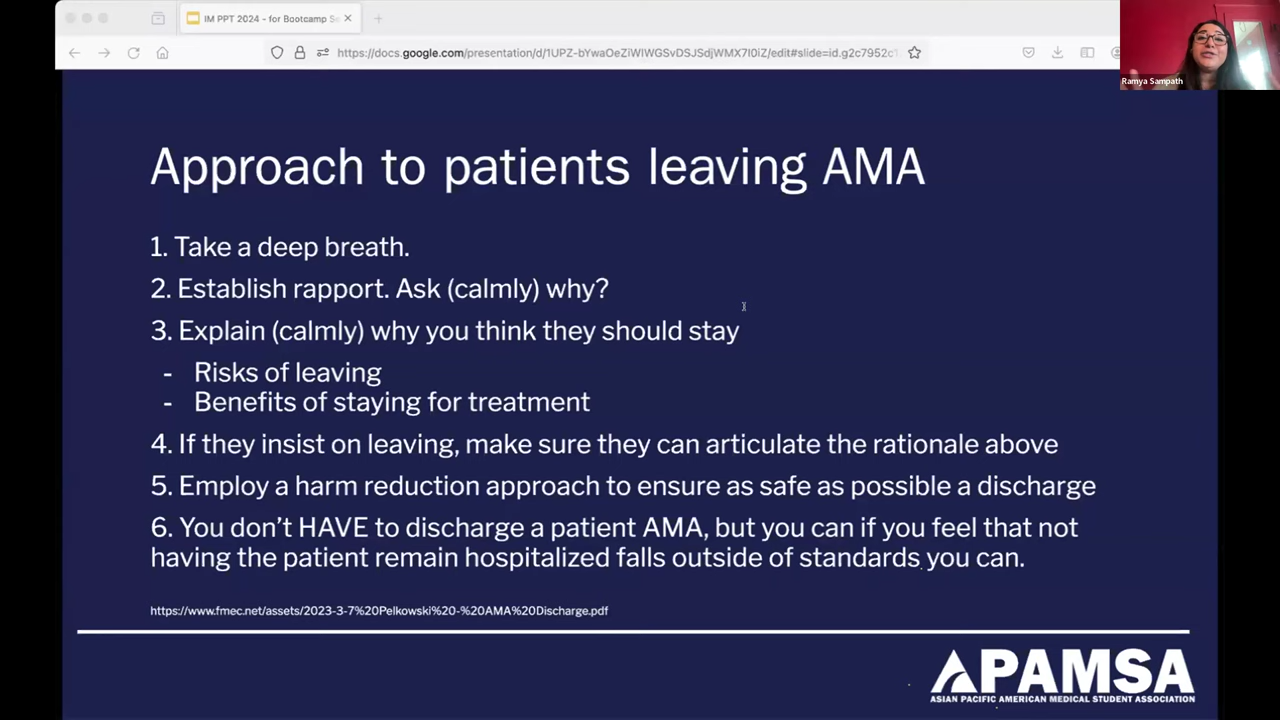 IM PPT 2024 - for Bootcamp Se
https://docs.google.com/presentation/d/1UPZ-bYwaOeZiWIWGSvDSJSdjWMX7I0iZ/edit#slide=id.g2c7952c1
Ramya Sampath
Approach to patients leaving AMA
1. Take a deep breath.
2. Establish rapport. Ask (calmly) why?
3. Explain (calmly) why you think they should stay
- Risks of leaving
- Benefits of staying for treatment
4. If they insist on leaving, make sure they can articulate the rationale above
5. Employ a harm reduction approach to ensure as safe as possible a discharge
6. You don’t HAVE to discharge a patient AMA, but you can if you feel that not
having the patient remain hospitalized falls outside of standards you can.
https://www.fmec.net/assets/2023-3-7%20Pelkowski%20-%20AMA%20Discharge.pdf
APAMSA
ASIAN PACIFIC AMERICAN MEDICAL STUDENT ASSOCIATION